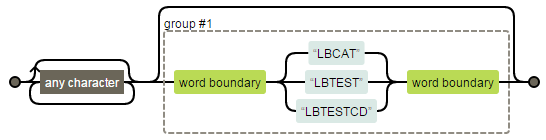 group #1
any character
word boundary
“LBCAT”
“LBTEST”
“LBTESTCD”
word boundary